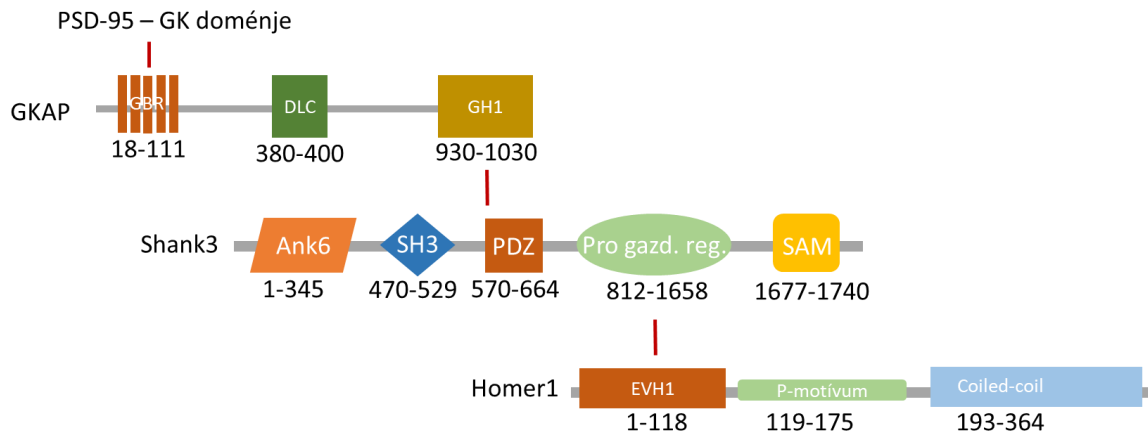 PSD-95 – GK doménje
GKAP
GBR
DLC
GH1
18-111
380-400
930-1030
Shank3
Ank6
SH3
PDZ
Pro gazd. reg.
SAM
1-345
470-529
570-664
812-1658
1677-1740
Homer1
EVH1
P-motívum
Coiled-coil
1-118
119-175
193-364